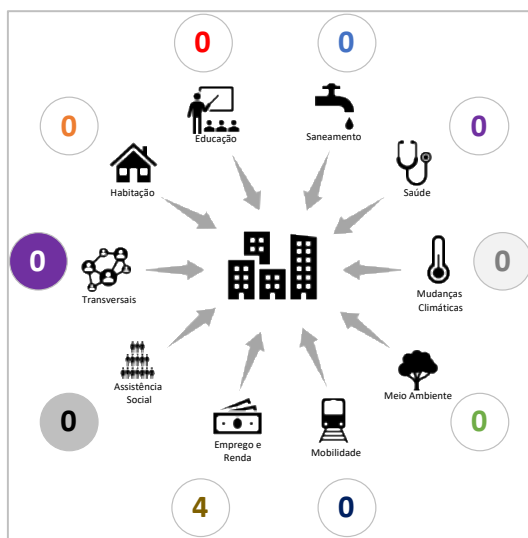 0
0
Educação
Saneamento
0
0
Habitação
Saúde
0
Transversais
Mudanças
Climáticas
0
Assistência
Social
Meio Ambiente
0
Emprego e
Renda
Mobilidade
0
4
0